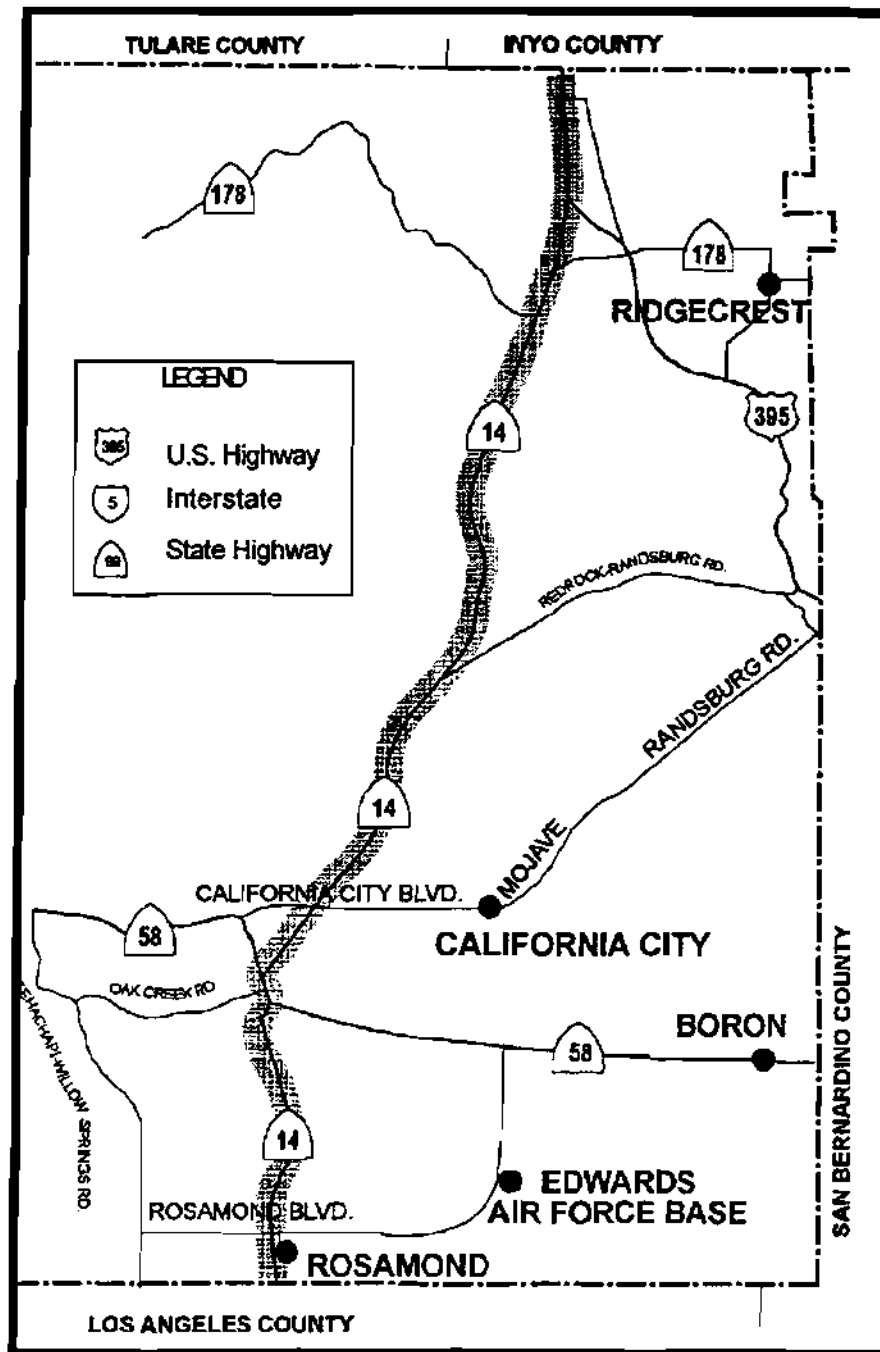 TULARE COUNTY
INYO COUNTY
178
178
RIDGECREST
LEGEND
395
U.S. Highway
5
Interstate
99
State Highway
14
395
REDROCK-RANDSBURG RD.
RANDSBURG RD.
14
MOJAVE
CALIFORNIA CITY BLVD.
58
CALIFORNIA CITY
OAK CREEK RD
TEHACHAPI-WILLOW SPRINGS RD.
BORON
58
SAN BERNARDINO COUNTY
14
EDWARDS
AIR FORCE BASE
ROSAMOND BLVD.
ROSAMOND
LOS ANGELES COUNTY